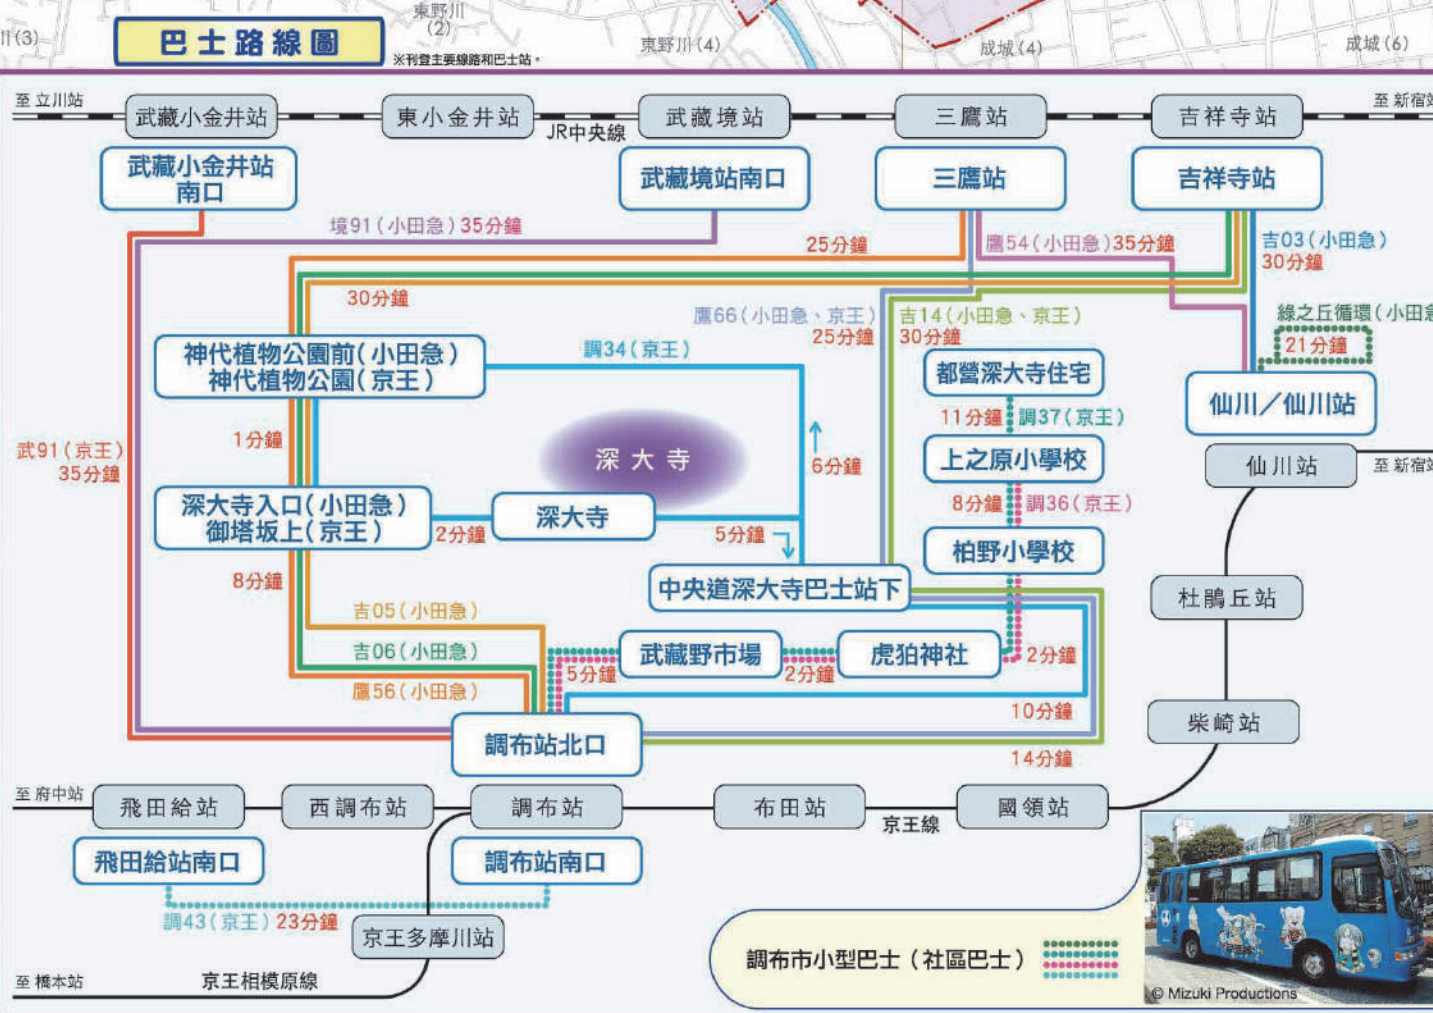 東野川
(2)
川(3)
東野川(4)
成城(4)
成城(6)
巴士路線圖
※刊登主要線路和巴士站。
至 立川站
武藏小金井站
東小金井站
JR中央線
武藏境站
三鷹站
吉祥寺站
至 新宿站
武藏小金井站
南口
武藏境站南口
三鷹站
吉祥寺站
境91(小田急)35分鐘
25分鐘
鷹54(小田急)35分鐘
吉03(小田急)
30分鐘
30分鐘
鷹66(小田急、京王)
25分鐘
吉14(小田急、京王)
30分鐘
綠之丘循環(小田急
21分鐘
神代植物公園前(小田急)
神代植物公園(京王)
調34(京王)
都營深大寺住宅
仙川／仙川站
11分鐘
調37(京王)
武91(京王)
35分鐘
1分鐘
深大寺
6分鐘
上之原小學校
仙川站
至 新宿站
深大寺入口(小田急)
御塔坂上(京王)
2分鐘
深大寺
5分鐘
8分鐘
調36(京王)
柏野小學校
8分鐘
中央道深大寺巴士站下
杜鵑丘站
吉05(小田急)
吉06(小田急)
鷹56(小田急)
5分鐘
武藏野市場
2分鐘
虎狛神社
2分鐘
10分鐘
14分鐘
調布站北口
柴崎站
至 府中站
飛田給站
西調布站
調布站
布田站
京王線
國領站
飛田給站南口
調布站南口
調43(京王)23分鐘
京王多摩川站
至 橋本站
京王相模原線
調布市小型巴士（社區巴士）
© Mizuki Productions